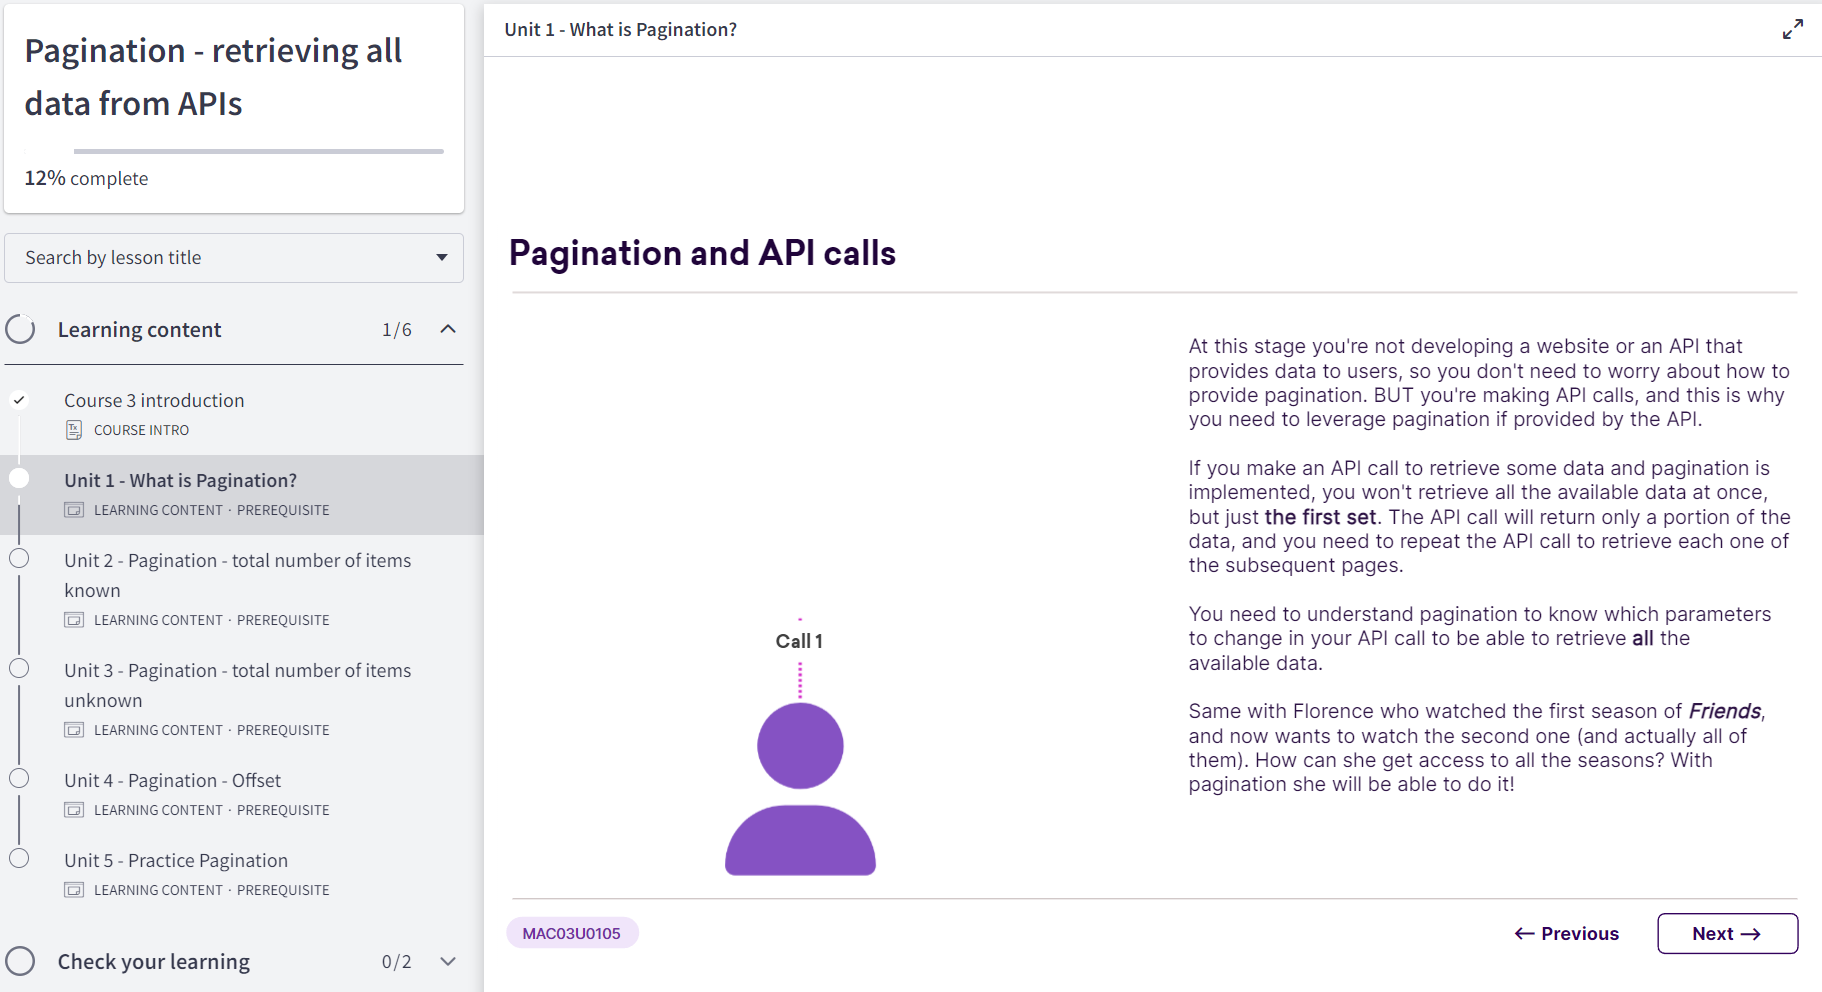 Pagination - retrieving all
data from APIs
12% complete
Search by lesson title
Learning content 1/6
Course 3 introduction
COURSE INTRO
Unit 1 - What is Pagination?
LEARNING CONTENT · PREREQUISITE
Unit 2 - Pagination - total number of items
known
LEARNING CONTENT · PREREQUISITE
Unit 3 - Pagination - total number of items
unknown
LEARNING CONTENT · PREREQUISITE
Unit 4 - Pagination - Offset
LEARNING CONTENT · PREREQUISITE
Unit 5 - Practice Pagination
LEARNING CONTENT · PREREQUISITE
Check your learning 0/2
Unit 1 - What is Pagination?
Pagination and API calls
Call 1
At this stage you're not developing a website or an API that
provides data to users, so you don't need to worry about how to
provide pagination. BUT you're making API calls, and this is why
you need to leverage pagination if provided by the API.
If you make an API call to retrieve some data and pagination is
implemented, you won't retrieve all the available data at once,
but just the first set. The API call will return only a portion of the
data, and you need to repeat the API call to retrieve each one of
the subsequent pages.
You need to understand pagination to know which parameters
to change in your API call to be able to retrieve all the
available data.
Same with Florence who watched the first season of Friends,
and now wants to watch the second one (and actually all of
them). How can she get access to all the seasons? With
pagination she will be able to do it!
MAC03U0105
← Previous
Next →